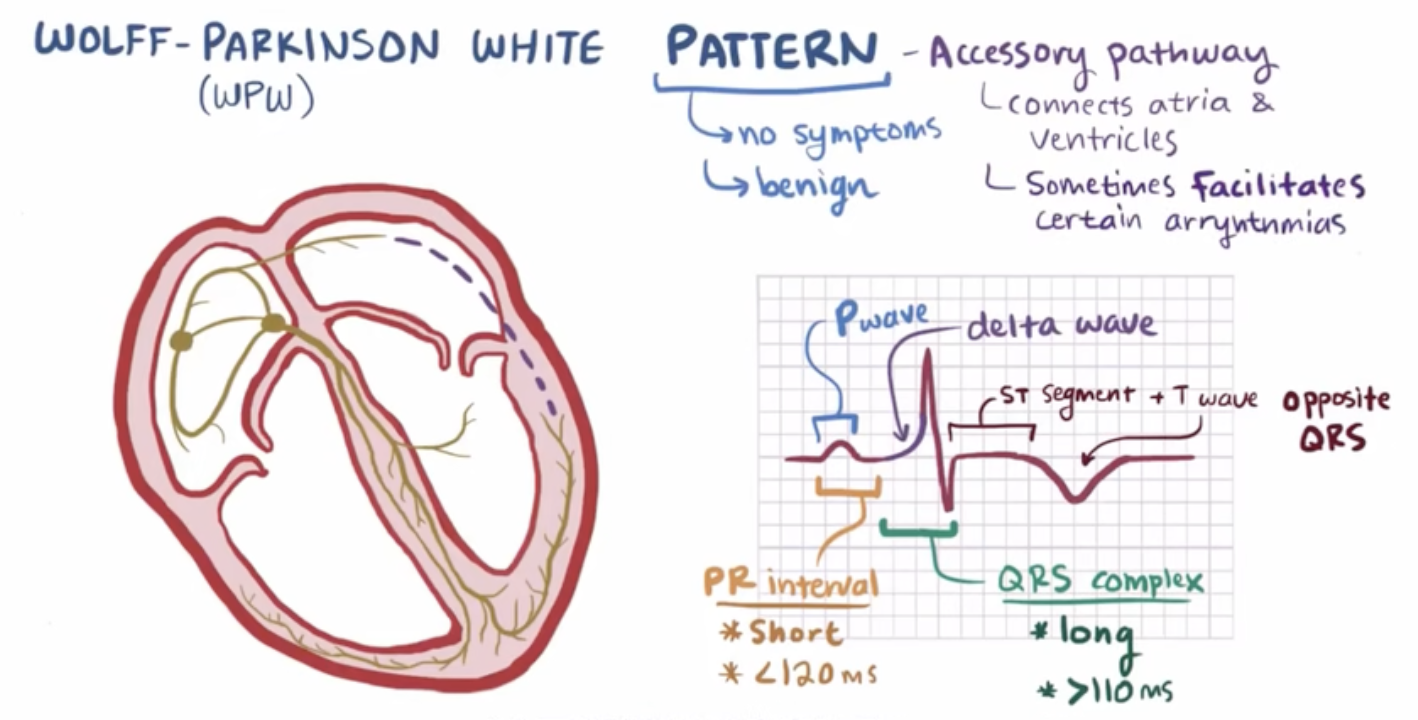 WOLFF-PARKINSON WHITE PATTERN - Accessory pathway
(WPW)
connects atria &
ventricles
no symptoms
benign
Sometimes facilitates
certain arryntnmias
P wave
delta wave
ST segment + T wave opposite
QRS
PR interval
* Short
* <120 ms
QRS complex
* long
* >110 ms